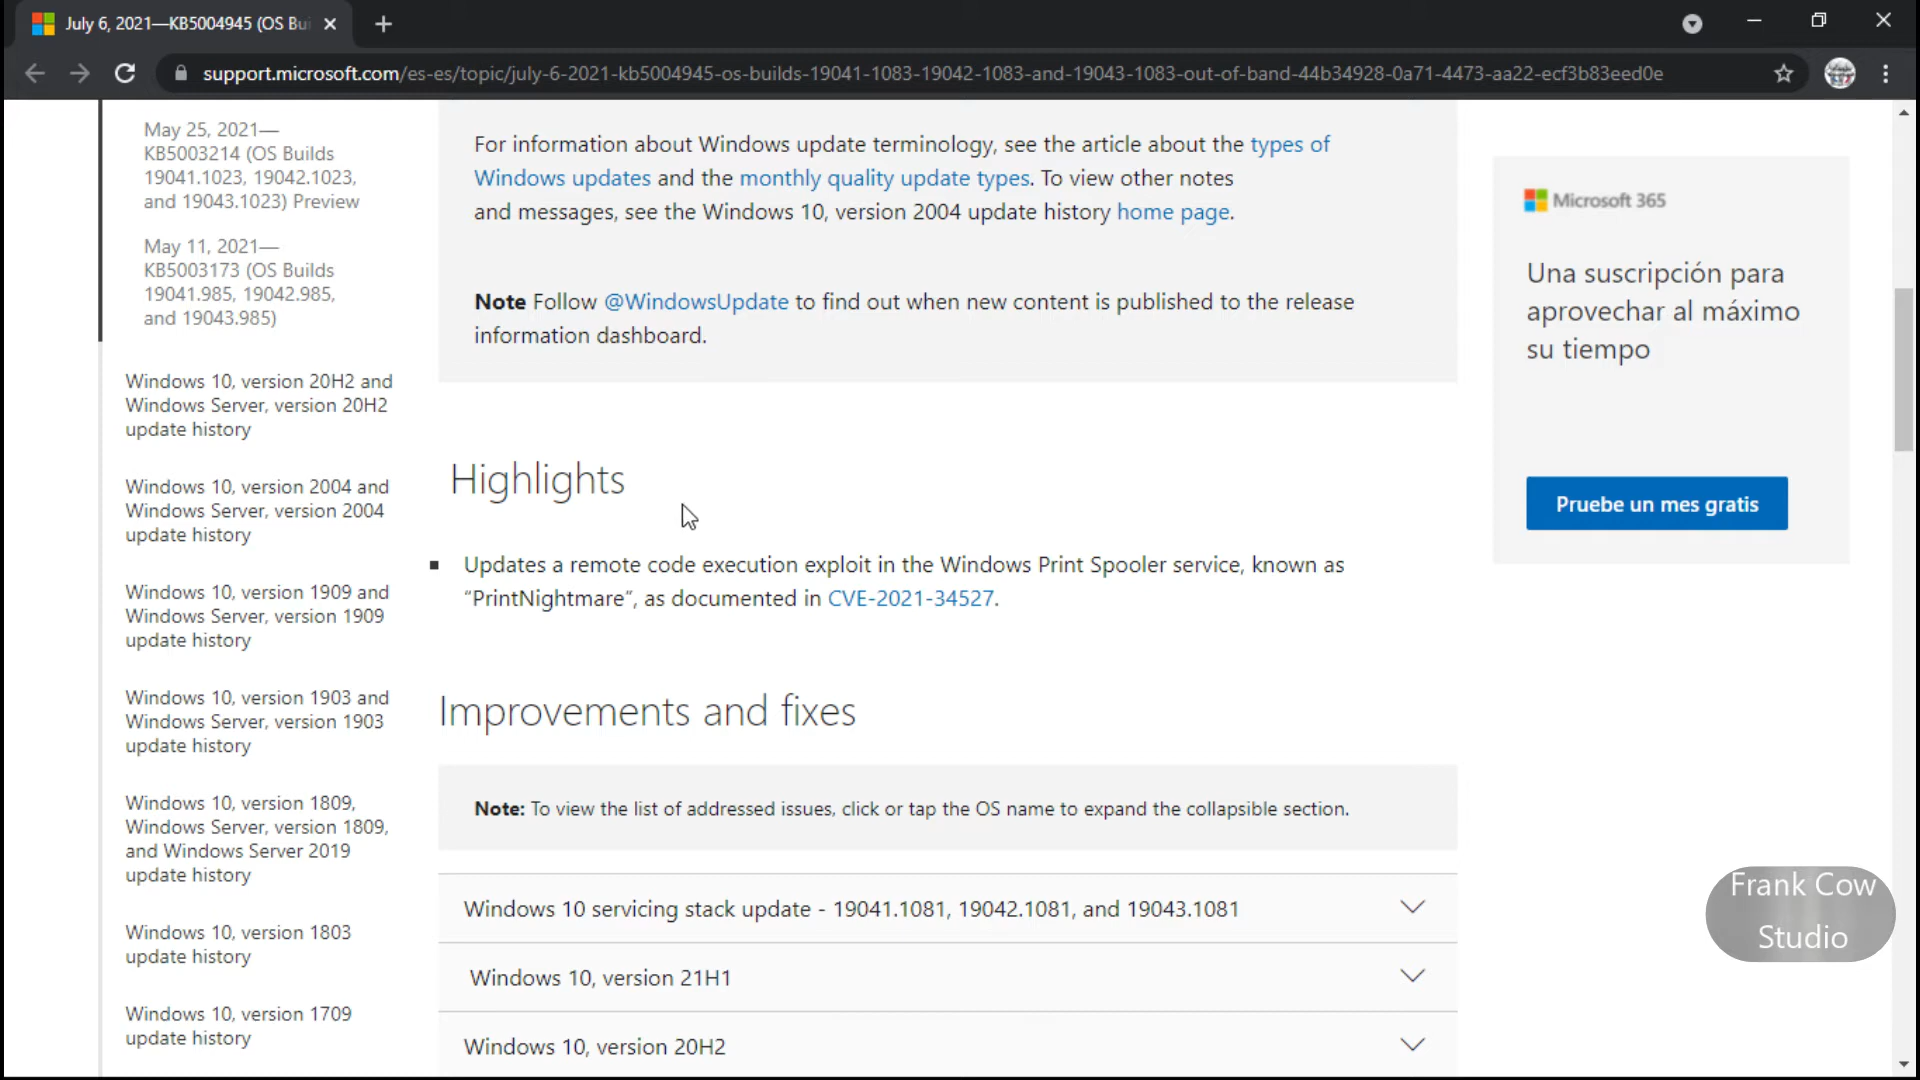 July 6, 2021—KB5004945 (OS Bui
support.microsoft.com/es-es/topic/july-6-2021-kb5004945-os-builds-19041-1083-19042-1083-and-19043-1083-out-of-band-44b34928-0a71-4473-aa22-ecf3b83eed0e
May 25, 2021—
KB5003214 (OS Builds
19041.1023, 19042.1023,
and 19043.1023) Preview
May 11, 2021—
KB5003173 (OS Builds
19041.985, 19042.985,
and 19043.985)
Windows 10, version 20H2 and
Windows Server, version 20H2
update history
Windows 10, version 2004 and
Windows Server, version 2004
update history
Windows 10, version 1909 and
Windows Server, version 1909
update history
Windows 10, version 1903 and
Windows Server, version 1903
update history
Windows 10, version 1809,
Windows Server, version 1809,
and Windows Server 2019
update history
Windows 10, version 1803
update history
Windows 10, version 1709
update history
For information about Windows update terminology, see the article about the types of
Windows updates and the monthly quality update types. To view other notes
and messages, see the Windows 10, version 2004 update history home page.
Note Follow @WindowsUpdate to find out when new content is published to the release
information dashboard.
Highlights
Updates a remote code execution exploit in the Windows Print Spooler service, known as
“PrintNightmare”, as documented in CVE-2021-34527.
Improvements and fixes
Note: To view the list of addressed issues, click or tap the OS name to expand the collapsible section.
Windows 10 servicing stack update - 19041.1081, 19042.1081, and 19043.1081
Windows 10, version 21H1
Windows 10, version 20H2
Microsoft 365
Una suscripción para
aprovechar al máximo
su tiempo
Pruebe un mes gratis
Frank Cow
Studio